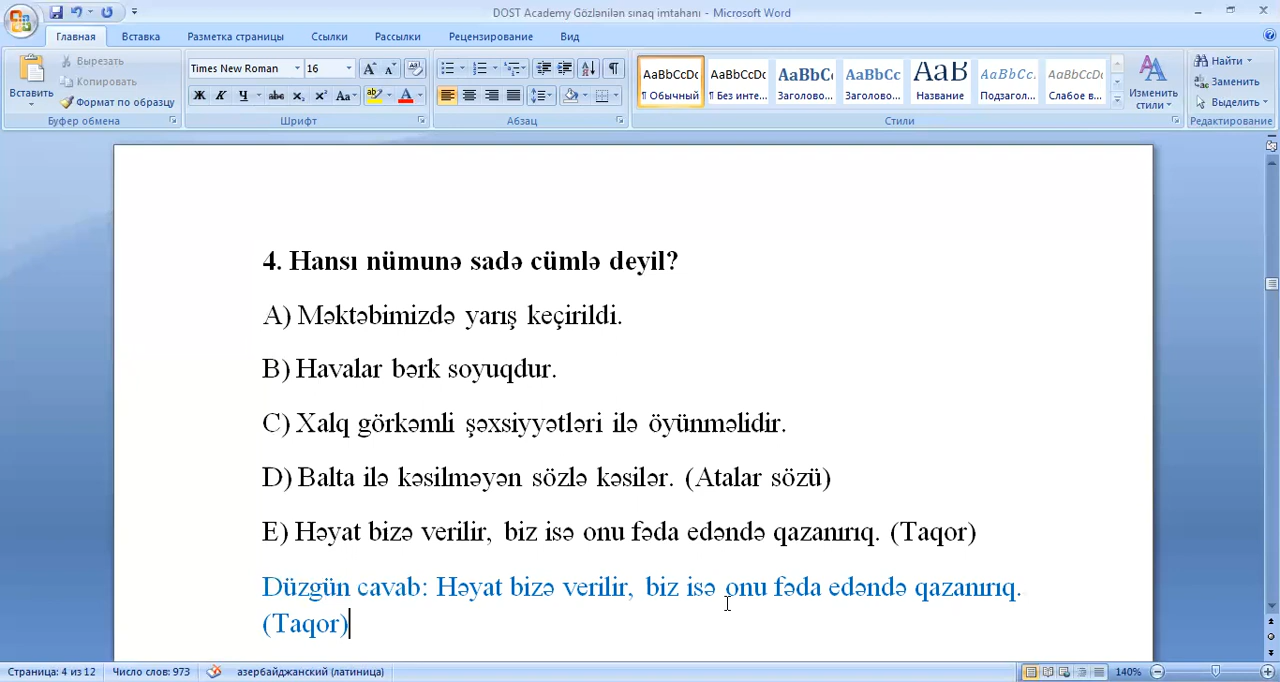 DOST Academy Gözlənilən sınaq imtahanı - Microsoft Word
Главная Вставка Разметка страницы Ссылки Рассылки Рецензирование Вид
Вставить
Вырезать
Копировать
Формат по образцу
Буфер обмена
Times New Roman 16
Ж К Ч abc x₂ x² Aa
Шрифт
Абзац
AaBbCcDc AaBbCcDc AaBbC AaBbCc AaB AaBbCc. AaBbCcDc
¶ Обычный ¶ Без инте... Заголово... Заголово... Название Подзагол... Слабое в...
Стили
Изменить стили
Найти
Заменить
Выделить
Редактирование
4. Hansı nümunə sadə cümlə deyil?
A) Məktəbimizdə yarış keçirildi.
B) Havalar bərk soyuqdur.
C) Xalq görkəmli şəxsiyyətləri ilə öyünməlidir.
D) Balta ilə kəsilməyən sözlə kəsilər. (Atalar sözü)
E) Həyat bizə verilir, biz isə onu fəda edəndə qazanırıq. (Taqor)
Düzgün cavab: Həyat bizə verilir, biz isə onu fəda edəndə qazanırıq.
(Taqor)
Страница: 4 из 12 Число слов: 973 азербайджанский (латиница) 140%